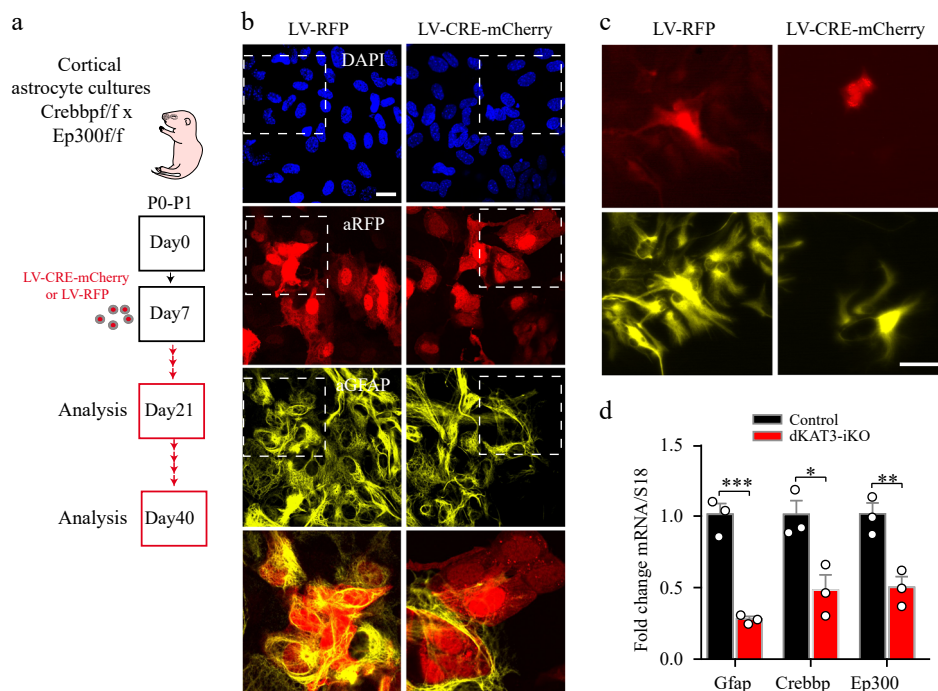 a
Cortical
astrocyte cultures
Crebbpf/f x
Ep300f/f
P0-P1
Day0
LV-CRE-mCherry
or LV-RFP
Day7
Analysis
Day21
Analysis
Day40
b
LV-RFP
LV-CRE-mCherry
DAPI
aRFP
aGFAP
c
LV-RFP
LV-CRE-mCherry
d
Control
dKAT3-iKO
Fold change mRNA/S18
1.5
1.0
0.5
0.0
***
*
**
Gfap
Crebbp
Ep300